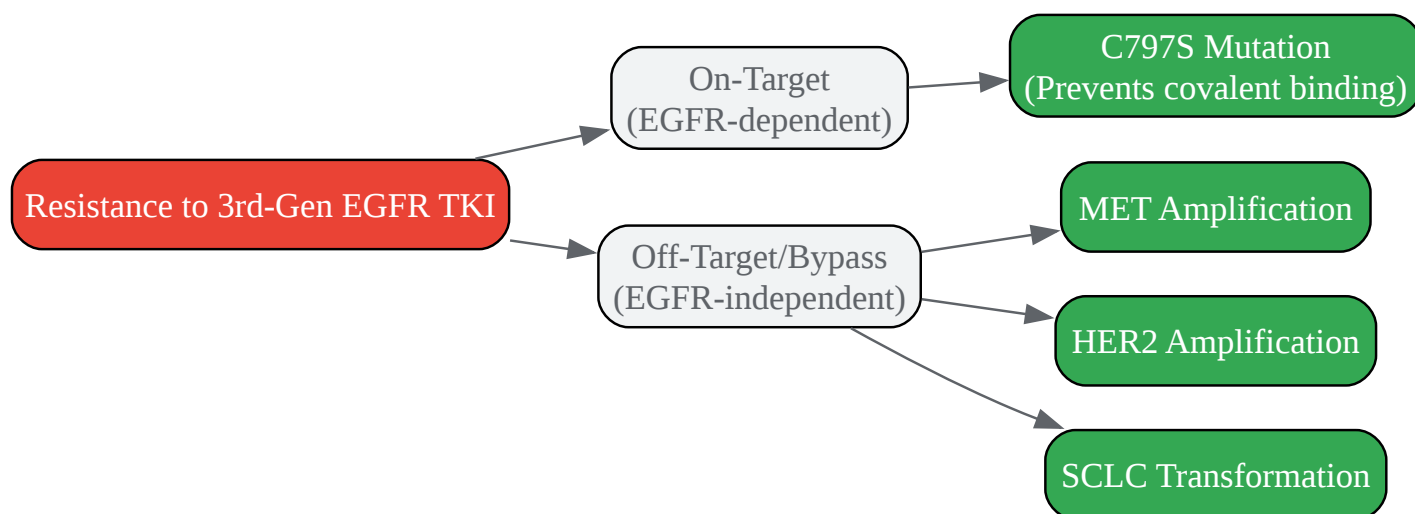 Resistance to 3rd-Gen EGFR TKI
On-Target
(EGFR-dependent)
Off-Target/Bypass
(EGFR-independent)
C797S Mutation
(Prevents covalent binding)
MET Amplification
HER2 Amplification
SCLC Transformation